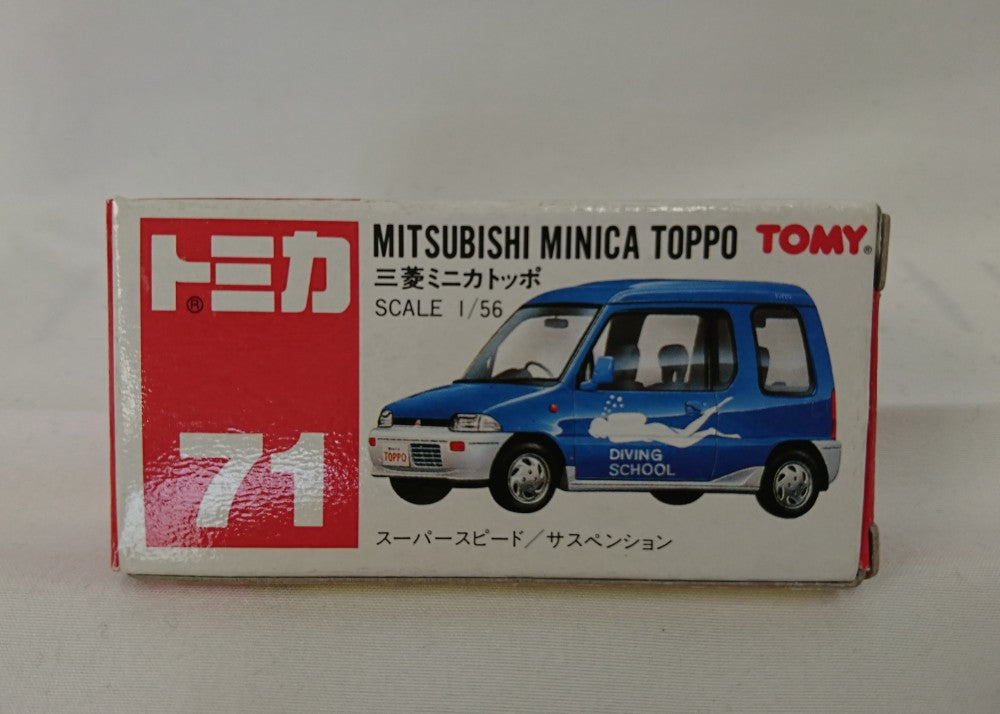 トミカ®
71
MITSUBISHI MINICA TOPPO
TOMY®
三菱ミニカトッポ
SCALE 1/56
TOPPO
TOPPO
DIVING
SCHOOL
スーパースピード/サスペンション